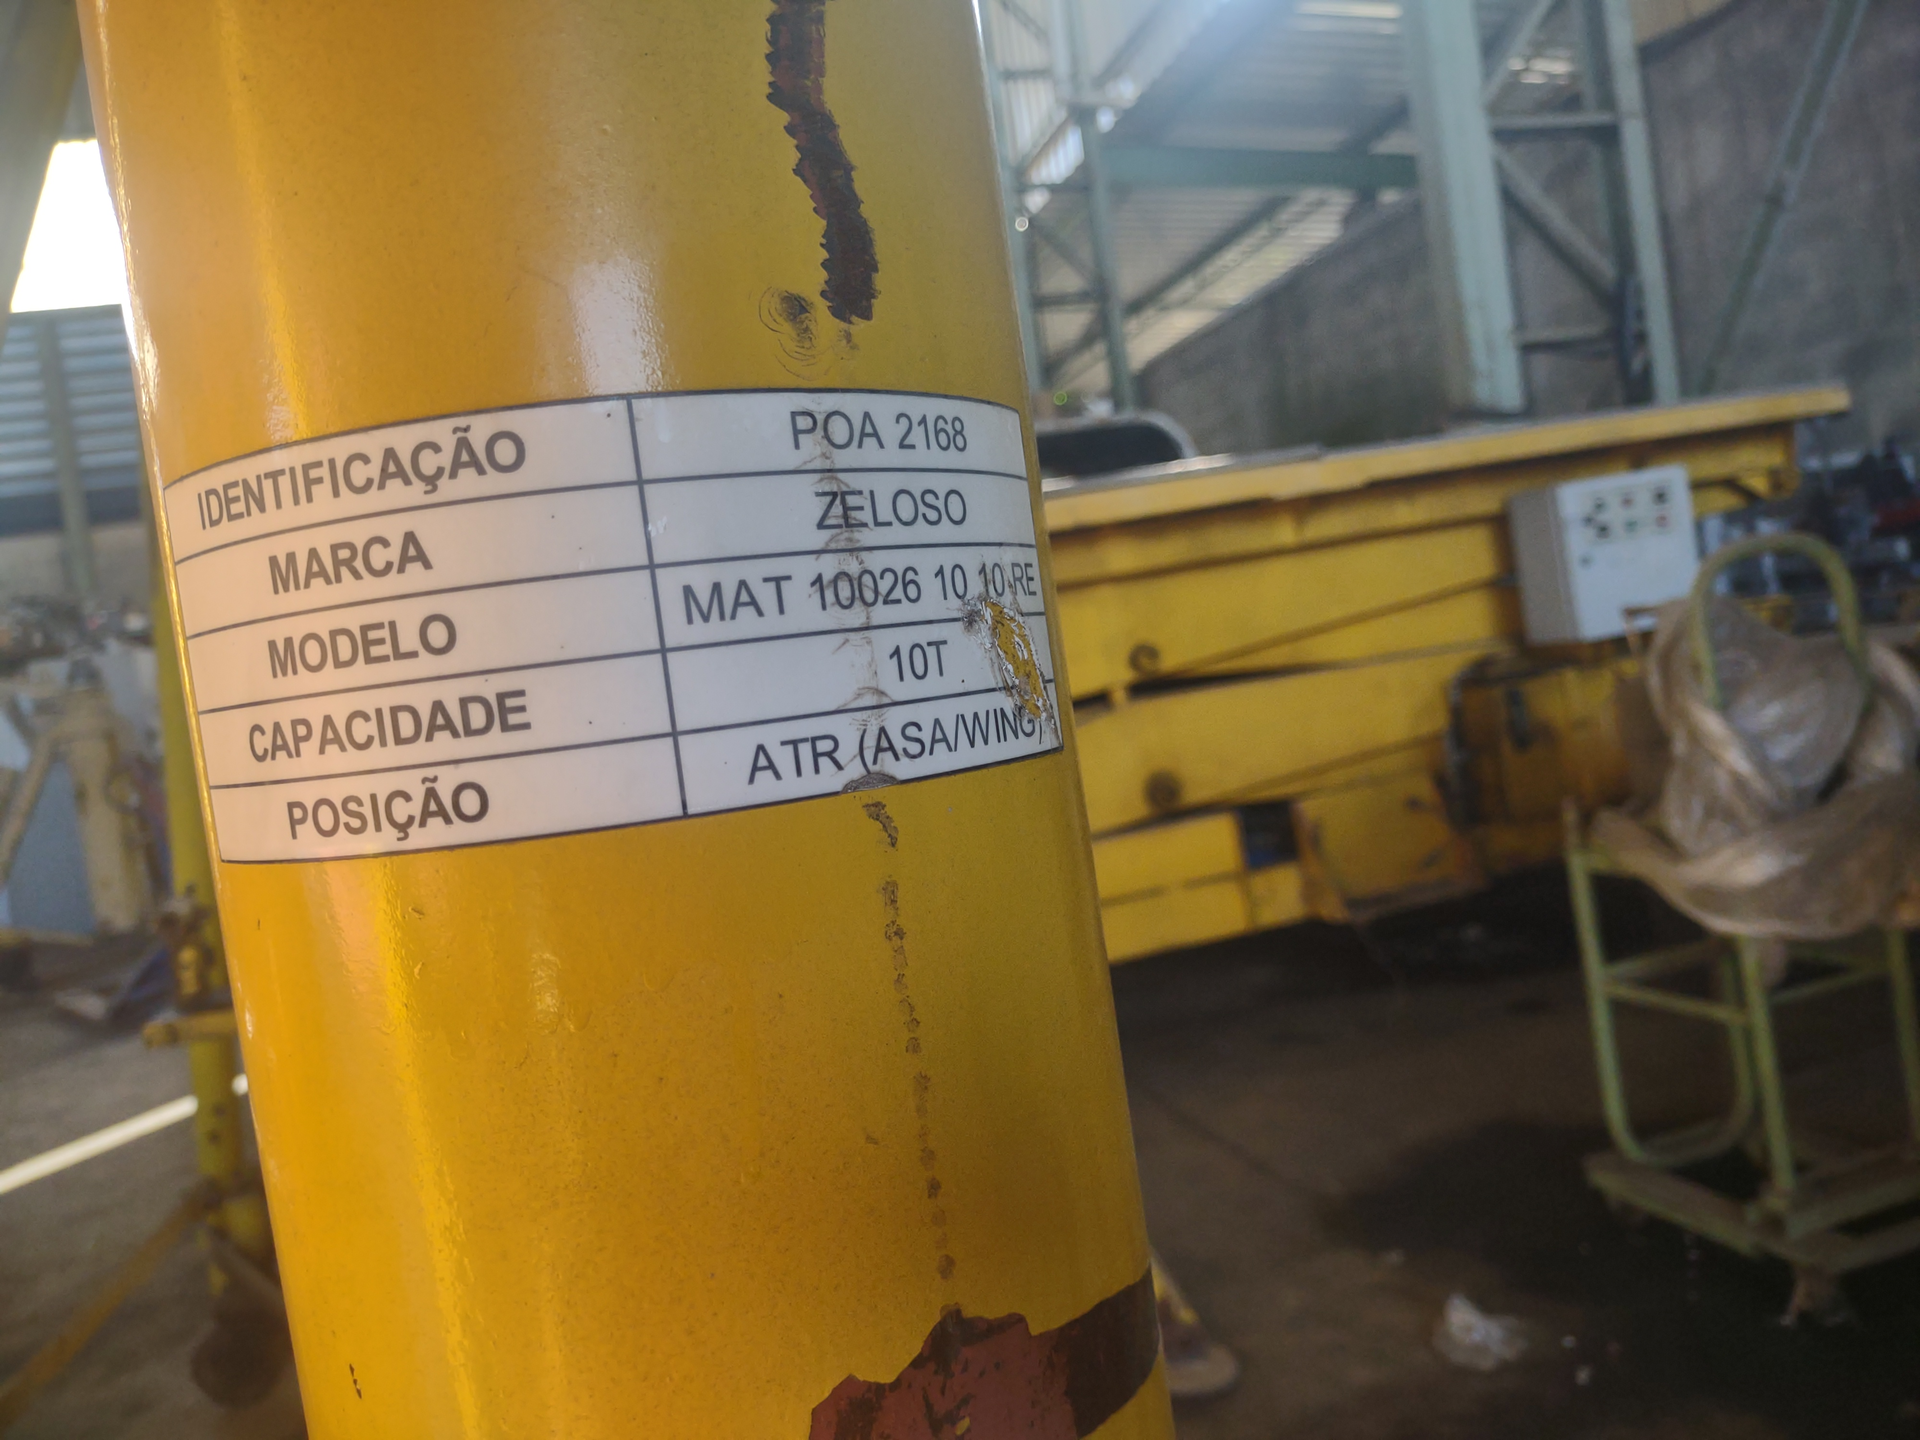 IDENTIFICAÇÃO POA 2168
MARCA ZELOSO
MODELO MAT 10026 10 10 RE
CAPACIDADE 10T
POSIÇÃO ATR (ASA/WING)